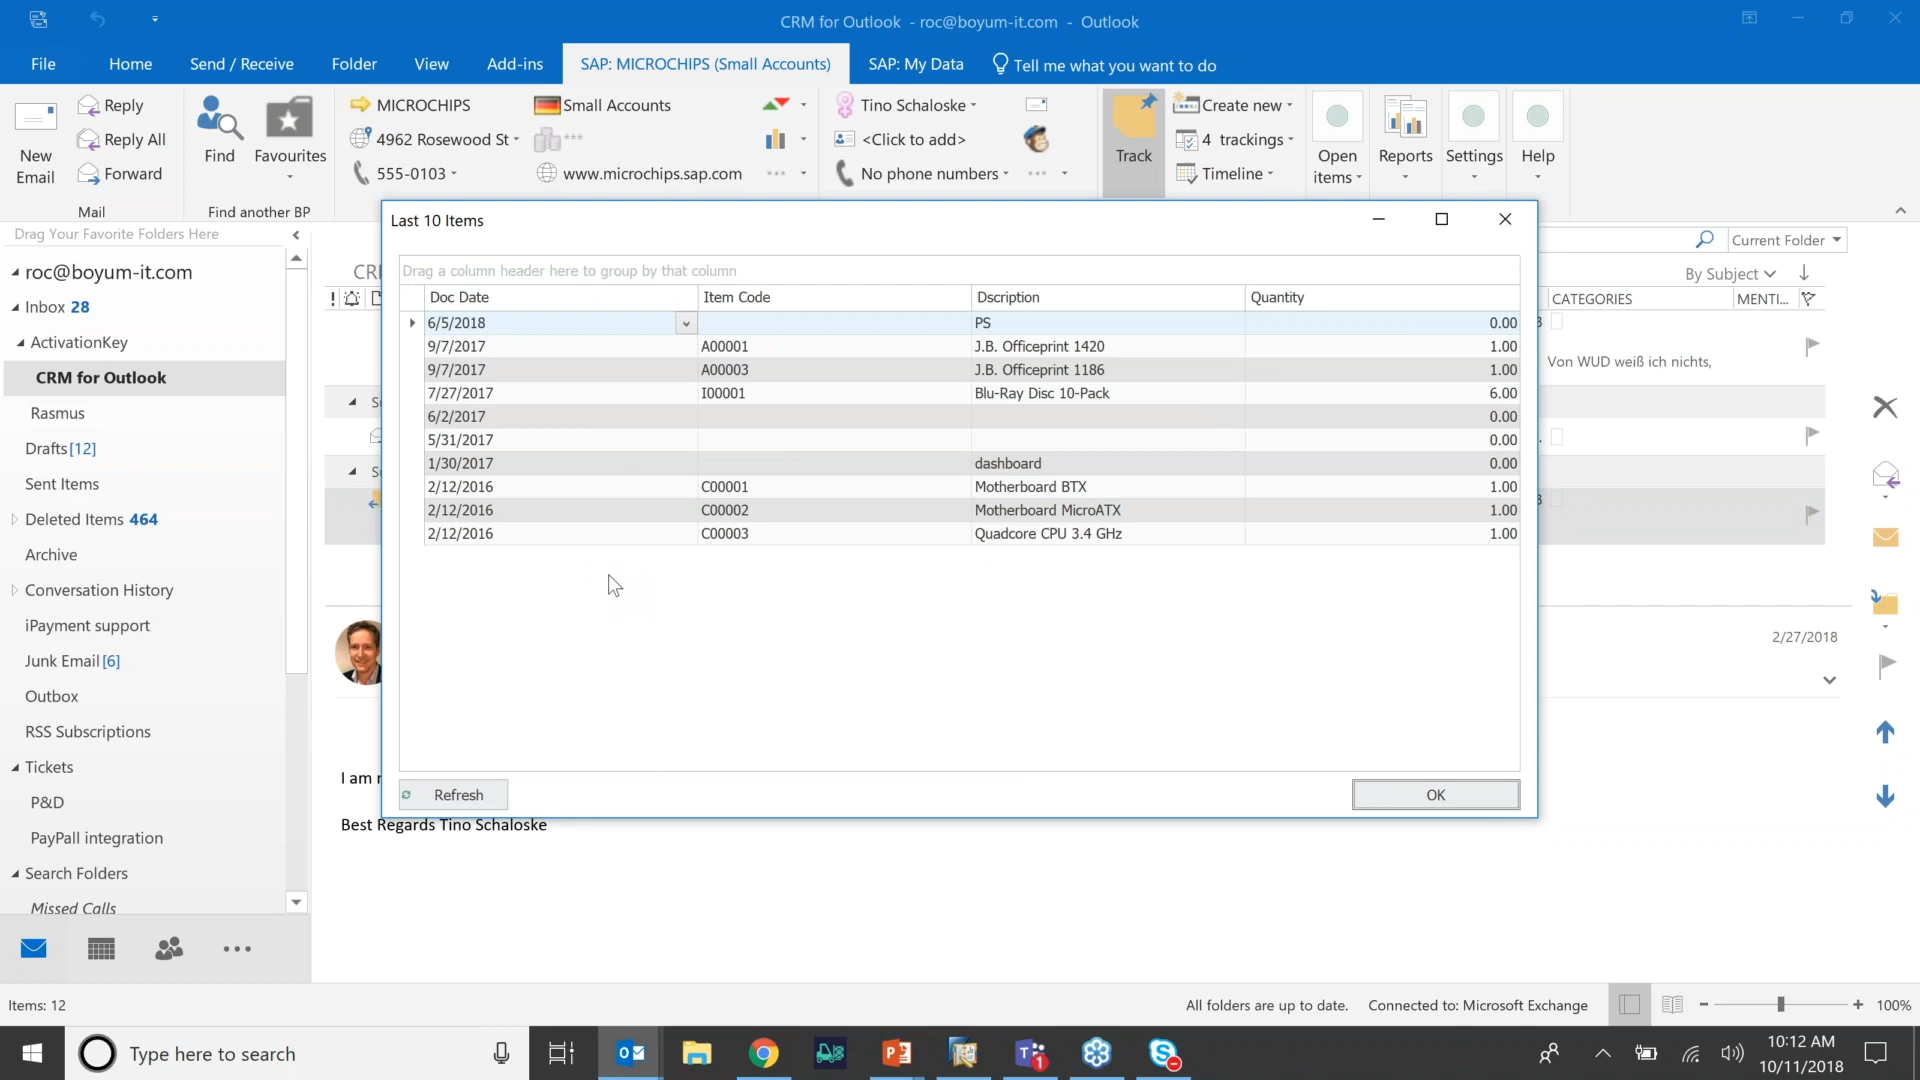 CRM for Outlook - roc@boyum-it.com - Outlook
File
Home
Send / Receive
Folder
View
Add-ins
SAP: MICROCHIPS (Small Accounts)
SAP: My Data
Tell me what you want to do
New Email
Reply
Reply All
Forward
Mail
Find
Favourites
Find another BP
MICROCHIPS
4962 Rosewood St
555-0103
Small Accounts
***
www.microchips.sap.com
Tino Schaloske
<Click to add>
No phone numbers
Track
Create new
4 trackings
Timeline
Open items
Reports
Settings
Help
Drag Your Favorite Folders Here
roc@boyum-it.com
Inbox 28
ActivationKey
CRM for Outlook
Rasmus
Drafts [12]
Sent Items
Deleted Items 464
Archive
Conversation History
iPayment support
Junk Email [6]
Outbox
RSS Subscriptions
Tickets
P&D
PayPall integration
Search Folders
Missed Calls
Current Folder
By Subject
CATEGORIES
MENTI...
Von WUD weiß ich nichts,
2/27/2018
Last 10 Items
Drag a column header here to group by that column
Doc Date Item Code Dscription Quantity
6/5/2018 PS 0.00
9/7/2017 A00001 J.B. Officeprint 1420 1.00
9/7/2017 A00003 J.B. Officeprint 1186 1.00
7/27/2017 I00001 Blu-Ray Disc 10-Pack 6.00
6/2/2017 0.00
5/31/2017 0.00
1/30/2017 dashboard 0.00
2/12/2016 C00001 Motherboard BTX 1.00
2/12/2016 C00002 Motherboard MicroATX 1.00
2/12/2016 C00003 Quadcore CPU 3.4 GHz 1.00
Refresh
OK
I am
Best Regards Tino Schaloske
Items: 12
All folders are up to date.
Connected to: Microsoft Exchange
100%
Type here to search
10:12 AM
10/11/2018